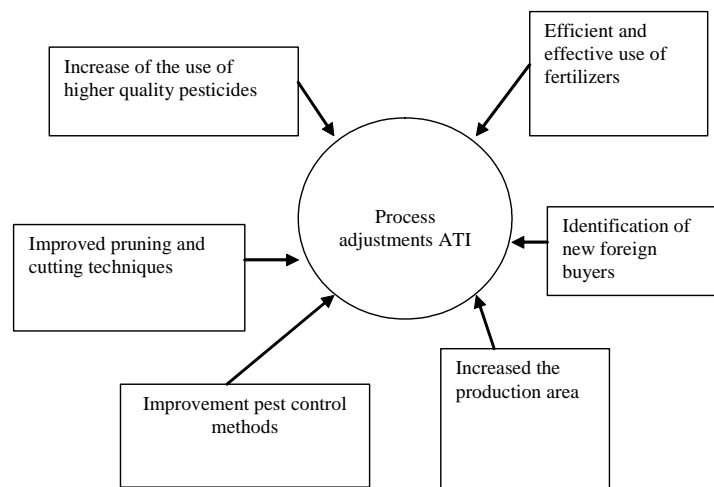 Increase of the use of
higher quality pesticides
Efficient and
effective use of
fertilizers
Process
adjustments ATI
Improved pruning and
cutting techniques
Identification of
new foreign
buyers
Improvement pest control
methods
Increased the
production area